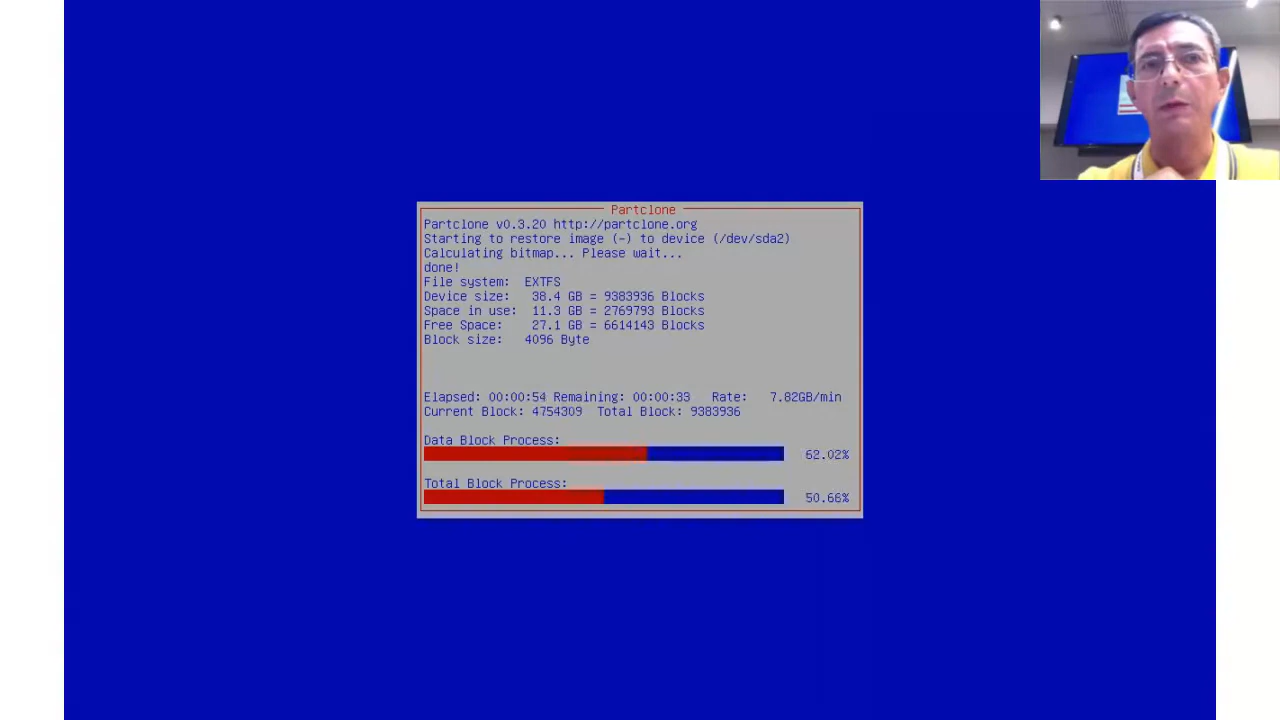 Partclone
Partclone v0.3.20 http://partclone.org
Starting to restore image (-) to device (/dev/sda2)
Calculating bitmap... Please wait...
done!
File system: EXTFS
Device size: 38.4 GB = 9383936 Blocks
Space in use: 11.3 GB = 2769793 Blocks
Free Space: 27.1 GB = 6614143 Blocks
Block size: 4096 Byte
Elapsed: 00:00:54 Remaining: 00:00:33 Rate: 7.82GB/min
Current Block: 4754309 Total Block: 9383936
Data Block Process:
62.02%
Total Block Process:
50.66%